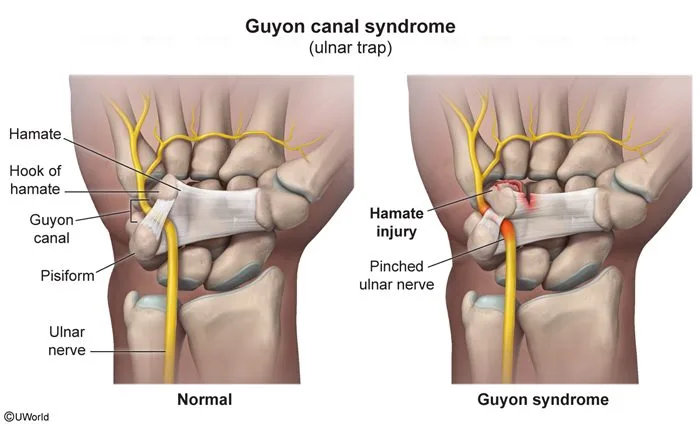 Guyon canal syndrome
(ulnar trap)
Hamate
Hook of
hamate
Guyon
canal
Pisiform
Ulnar
nerve
Normal
Hamate
injury
Pinched
ulnar nerve
Guyon syndrome
©UWorld